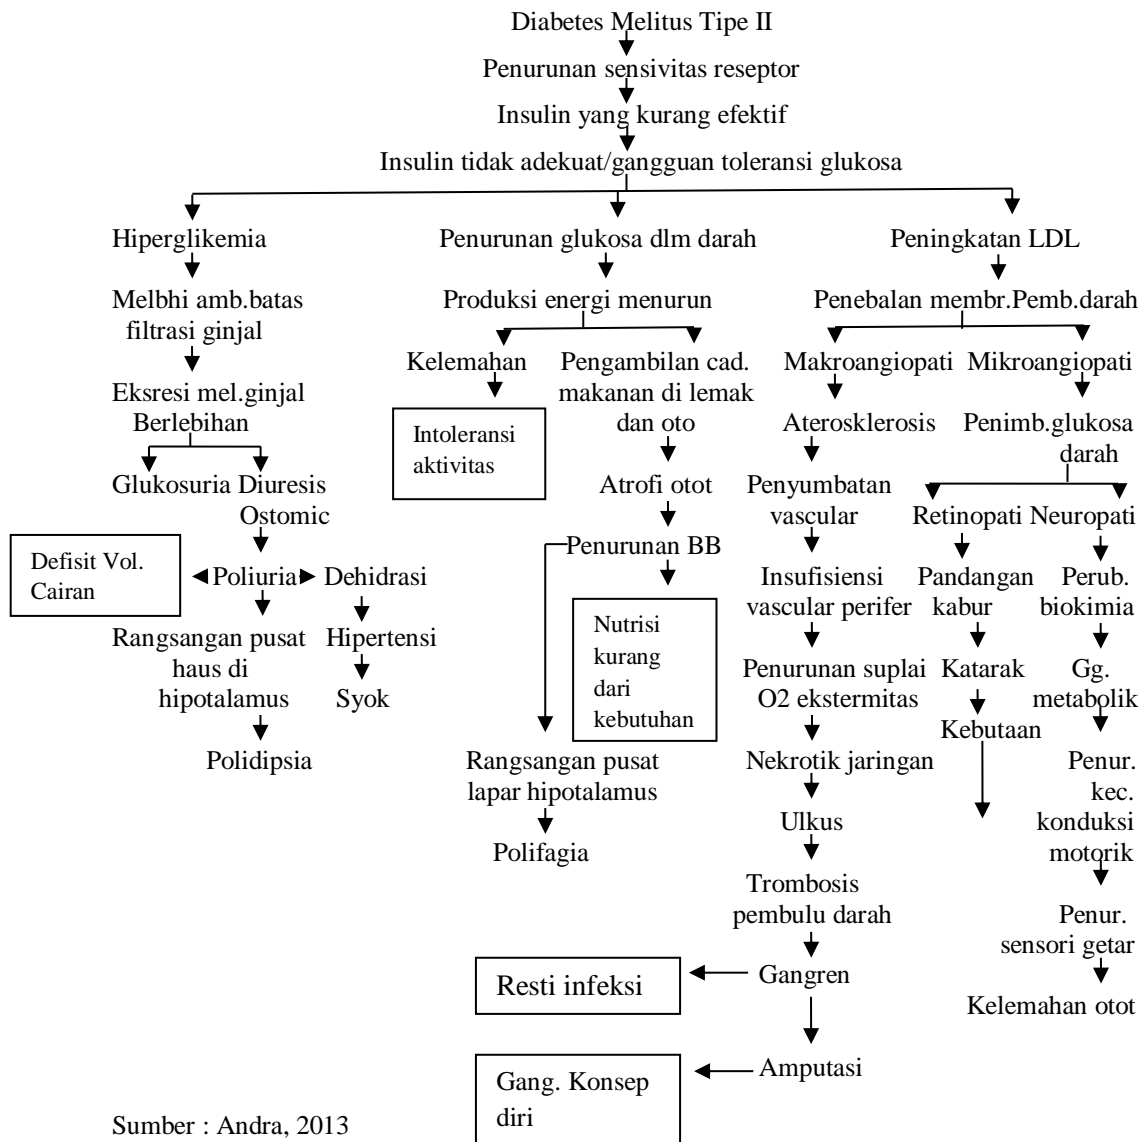 Diabetes Melitus Tipe II
Penurunan sensivitas reseptor
Insulin yang kurang efektif
Insulin tidak adekuat/gangguan toleransi glukosa
Hiperglikemia
Melbhi amb.batas
filtrasi ginjal
Eksresi mel.ginjal
Berlebihan
Glukosuria
Diuresis
Ostomic
Defisit Vol.
Cairan
Poliuria
Dehidrasi
Rangsangan pusat
haus di
hipotalamus
Hipertensi
Syok
Polidipsia
Penurunan glukosa dlm darah
Produksi energi menurun
Kelemahan
Intoleransi
aktivitas
Pengambilan cad.
makanan di lemak
dan oto
Atrofi otot
Penurunan BB
Nutrisi
kurang
dari
kebutuhan
Rangsangan pusat
lapar hipotalamus
Polifagia
Peningkatan LDL
Penebalan membr.Pemb.darah
Makroangiopati
Aterosklerosis
Penyumbatan
vascular
Insufisiensi
vascular perifer
Penurunan suplai
O2 ekstermitas
Nekrotik jaringan
Ulkus
Trombosis
pembulu darah
Gangren
Resti infeksi
Amputasi
Gang. Konsep
diri
Mikroangiopati
Penimb.glukosa
darah
Retinopati
Pandangan
kabur
Katarak
Kebutaan
Neuropati
Perub.
biokimia
Gg.
metabolik
Penur.
kec.
konduksi
motorik
Penur.
sensori getar
Kelemahan otot
Sumber : Andra, 2013